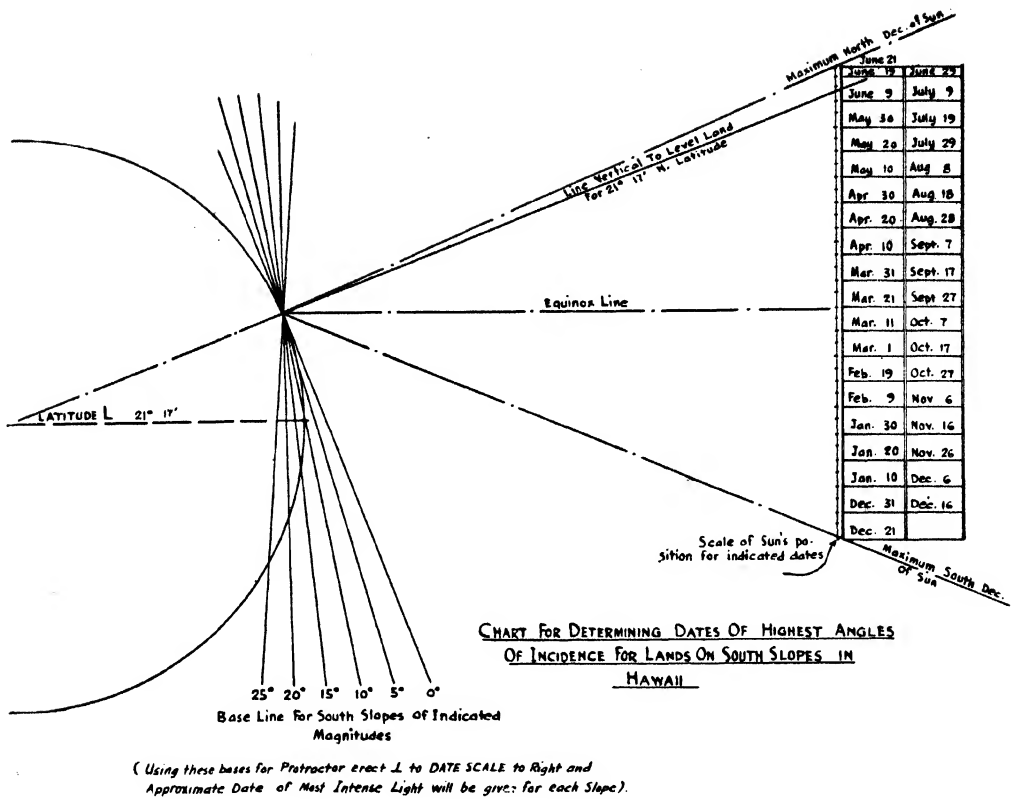 Maximum North Dec. of Sun
June 21
June 19 June 29
June 9 July 9
May 30 July 19
May 20 July 29
May 10 Aug 8
Apr 30 Aug. 18
Apr. 20 Aug. 28
Apr. 10 Sept. 7
Mar. 31 Sept. 17
Mar. 21 Sept 27
Mar. 11 Oct. 7
Mar. 1 Oct. 17
Feb. 19 Oct. 27
Feb. 9 Nov 6
Jan. 30 Nov. 16
Jan. 20 Nov. 26
Jan. 10 Dec. 6
Dec. 31 Dec. 16
Dec. 21
Line Vertical To Level Land
For 21° 17' N. Latitude
Equinox Line
LATITUDE L 21° 17'
Scale of Sun's po-
sition for indicated dates
Maximum South Dec.
Of Sun
25° 20° 15° 10° 5° 0°
Base Line For South Slopes of Indicated
Magnitudes
CHART FOR DETERMINING DATES OF HIGHEST ANGLES
OF INCIDENCE FOR LANDS ON SOUTH SLOPES IN
HAWAII
( Using these bases for Protractor erect ⊥ to DATE SCALE to Right and
Approximate Date of Most Intense Light will be given for each Slope).